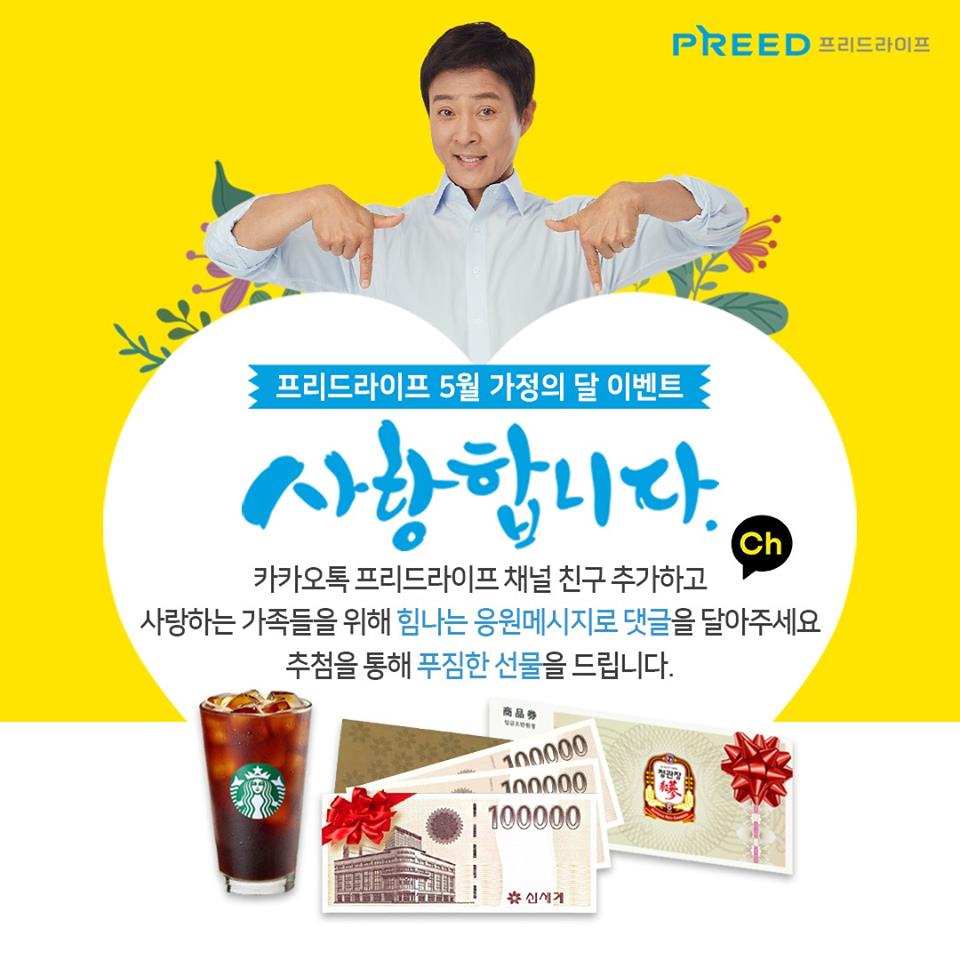 PREED 프리드라이프
프리드라이프 5월 가정의 달 이벤트
사랑합니다.
Ch
카카오톡 프리드라이프 채널 친구 추가하고
사랑하는 가족들을 위해 힘나는 응원메시지로 댓글을 달아주세요
추첨을 통해 푸짐한 선물을 드립니다.
商品券
100000
100000
100000
정관장
신세계